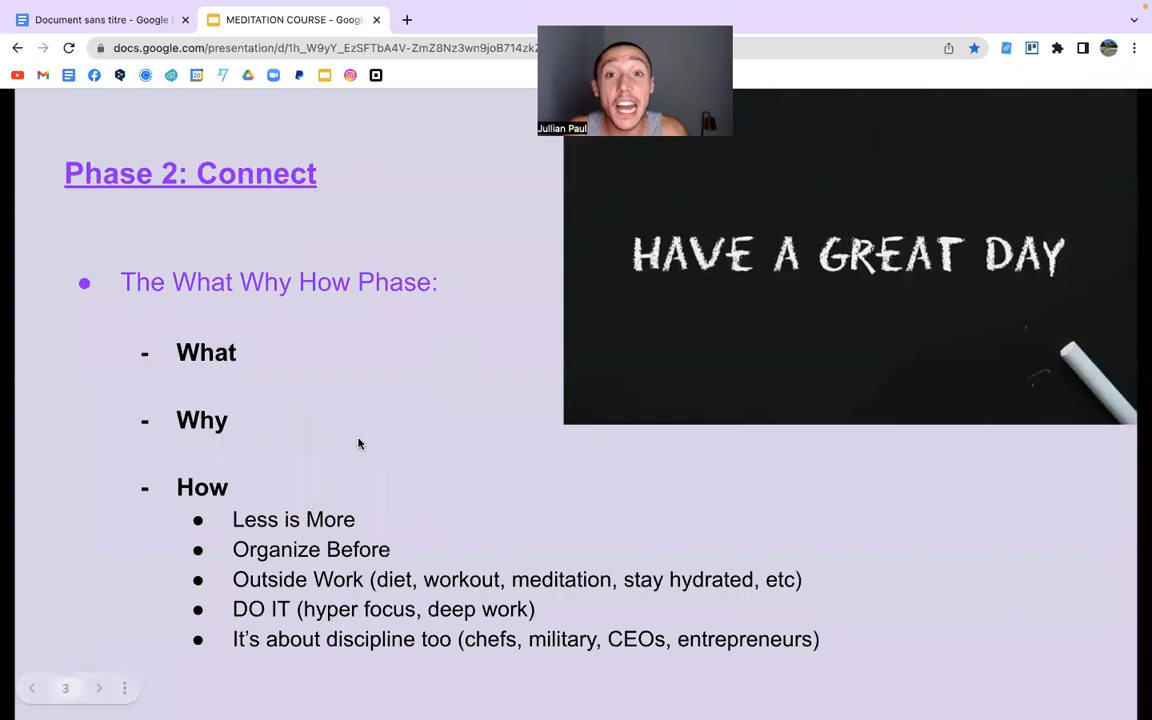 Document sans titre - Google
MEDITATION COURSE - Goog
docs.google.com/presentation/d/1h_W9yY_EzSFTbA4V-ZmZ8Nz3wn9joB714zk
Jullian Paul
Phase 2: Connect
HAVE A GREAT DAY
● The What Why How Phase:
- What
- Why
- How
● Less is More
● Organize Before
● Outside Work (diet, workout, meditation, stay hydrated, etc)
● DO IT (hyper focus, deep work)
● It's about discipline too (chefs, military, CEOs, entrepreneurs)
3